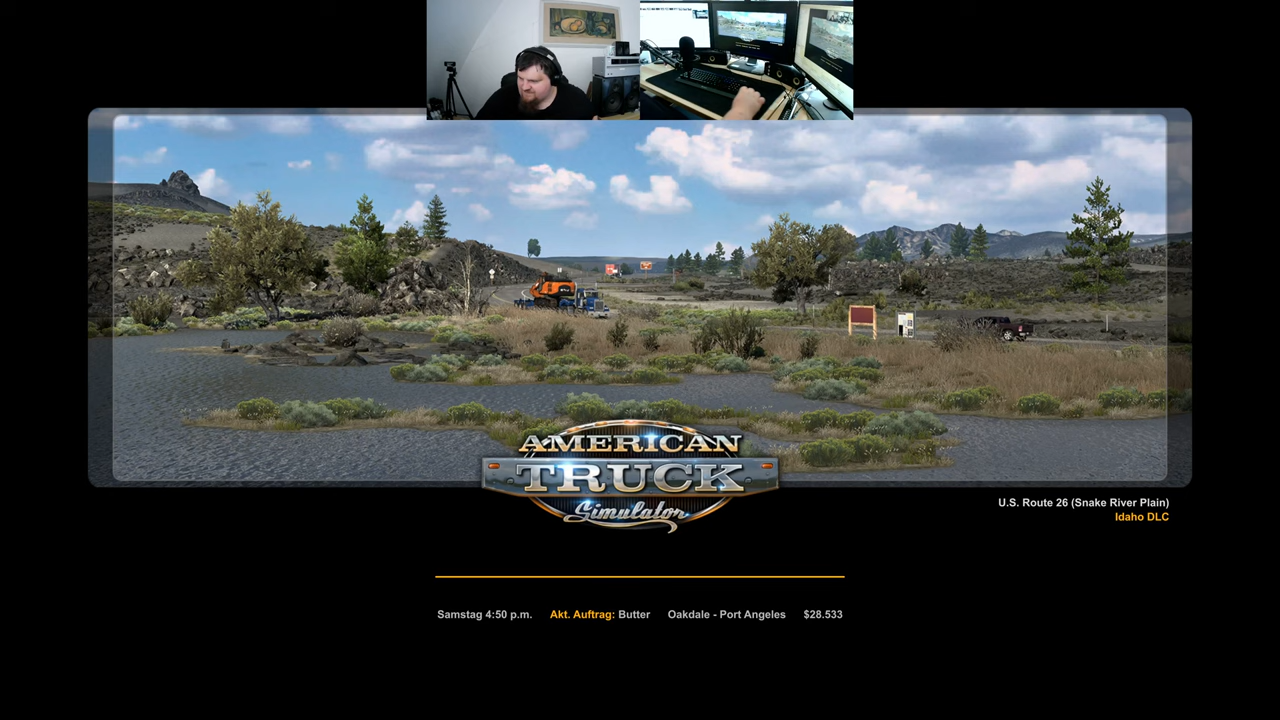 AMERICAN
TRUCK
Simulator
U.S. Route 26 (Snake River Plain)
Idaho DLC
Samstag 4:50 p.m. Akt. Auftrag: Butter Oakdale - Port Angeles $28.533